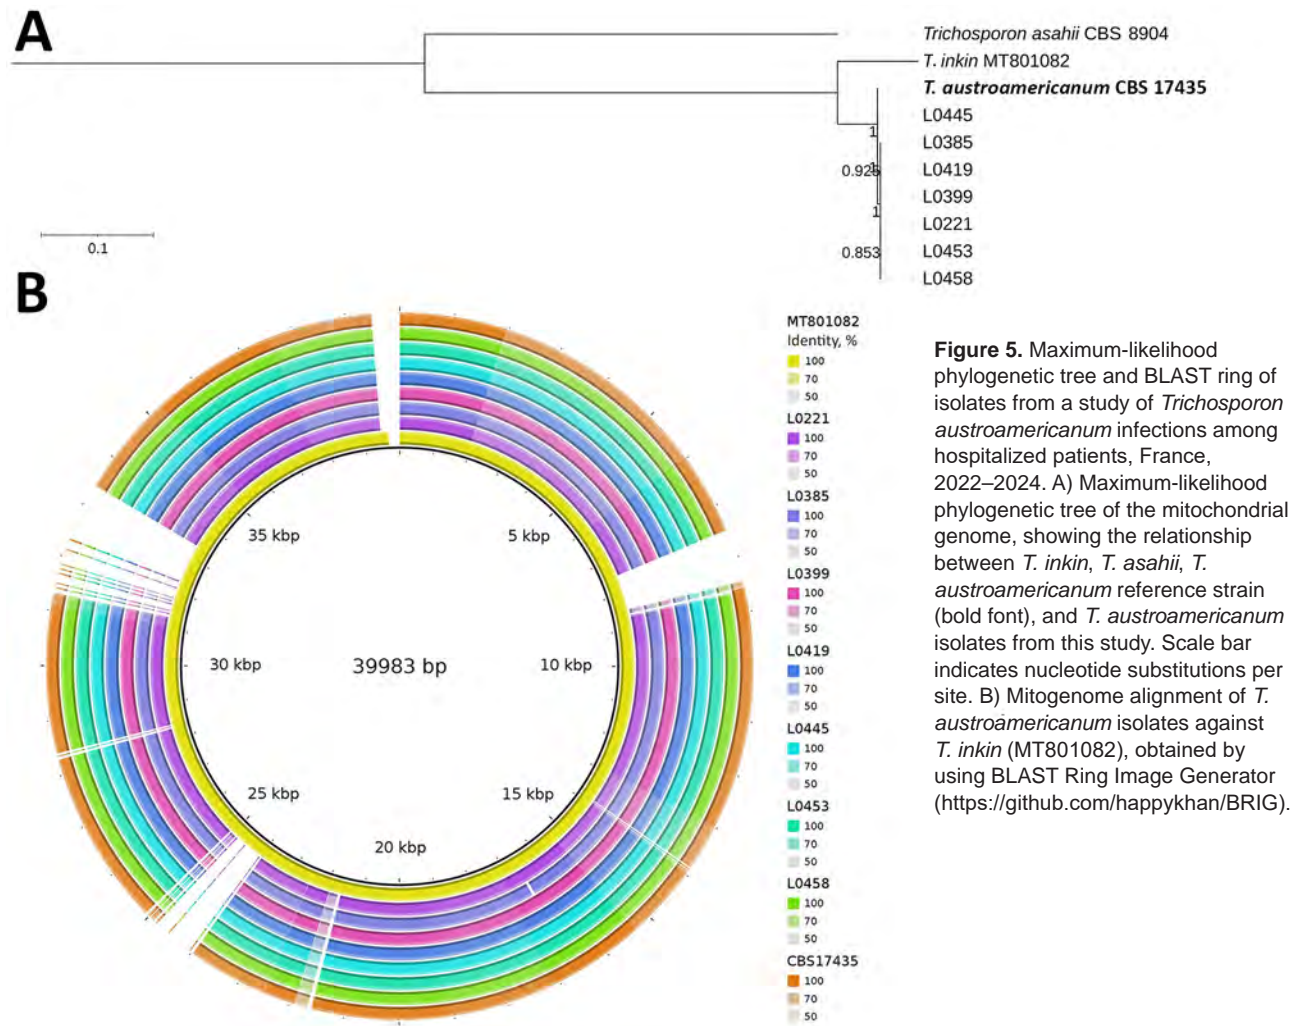 A
Trichosporon asahii CBS 8904
T. inkin MT801082
T. austroamericanum CBS 17435
L0445
1
L0385
0.925
1
L0419
L0399
1
L0221
0.853
L0453
L0458
0.1
B
35 kbp
5 kbp
30 kbp
39983 bp
10 kbp
25 kbp
15 kbp
20 kbp
MT801082
Identity, %
100
70
50
L0221
100
70
50
L0385
100
70
50
L0399
100
70
50
L0419
100
70
50
L0445
100
70
50
L0453
100
70
50
L0458
100
70
50
CBS17435
100
70
50
Figure 5. Maximum-likelihood
phylogenetic tree and BLAST ring of
isolates from a study of Trichosporon
austroamericanum infections among
hospitalized patients, France,
2022–2024. A) Maximum-likelihood
phylogenetic tree of the mitochondrial
genome, showing the relationship
between T. inkin, T. asahii, T.
austroamericanum reference strain
(bold font), and T. austroamericanum
isolates from this study. Scale bar
indicates nucleotide substitutions per
site. B) Mitogenome alignment of T.
austroamericanum isolates against
T. inkin (MT801082), obtained by
using BLAST Ring Image Generator
(https://github.com/happykhan/BRIG).